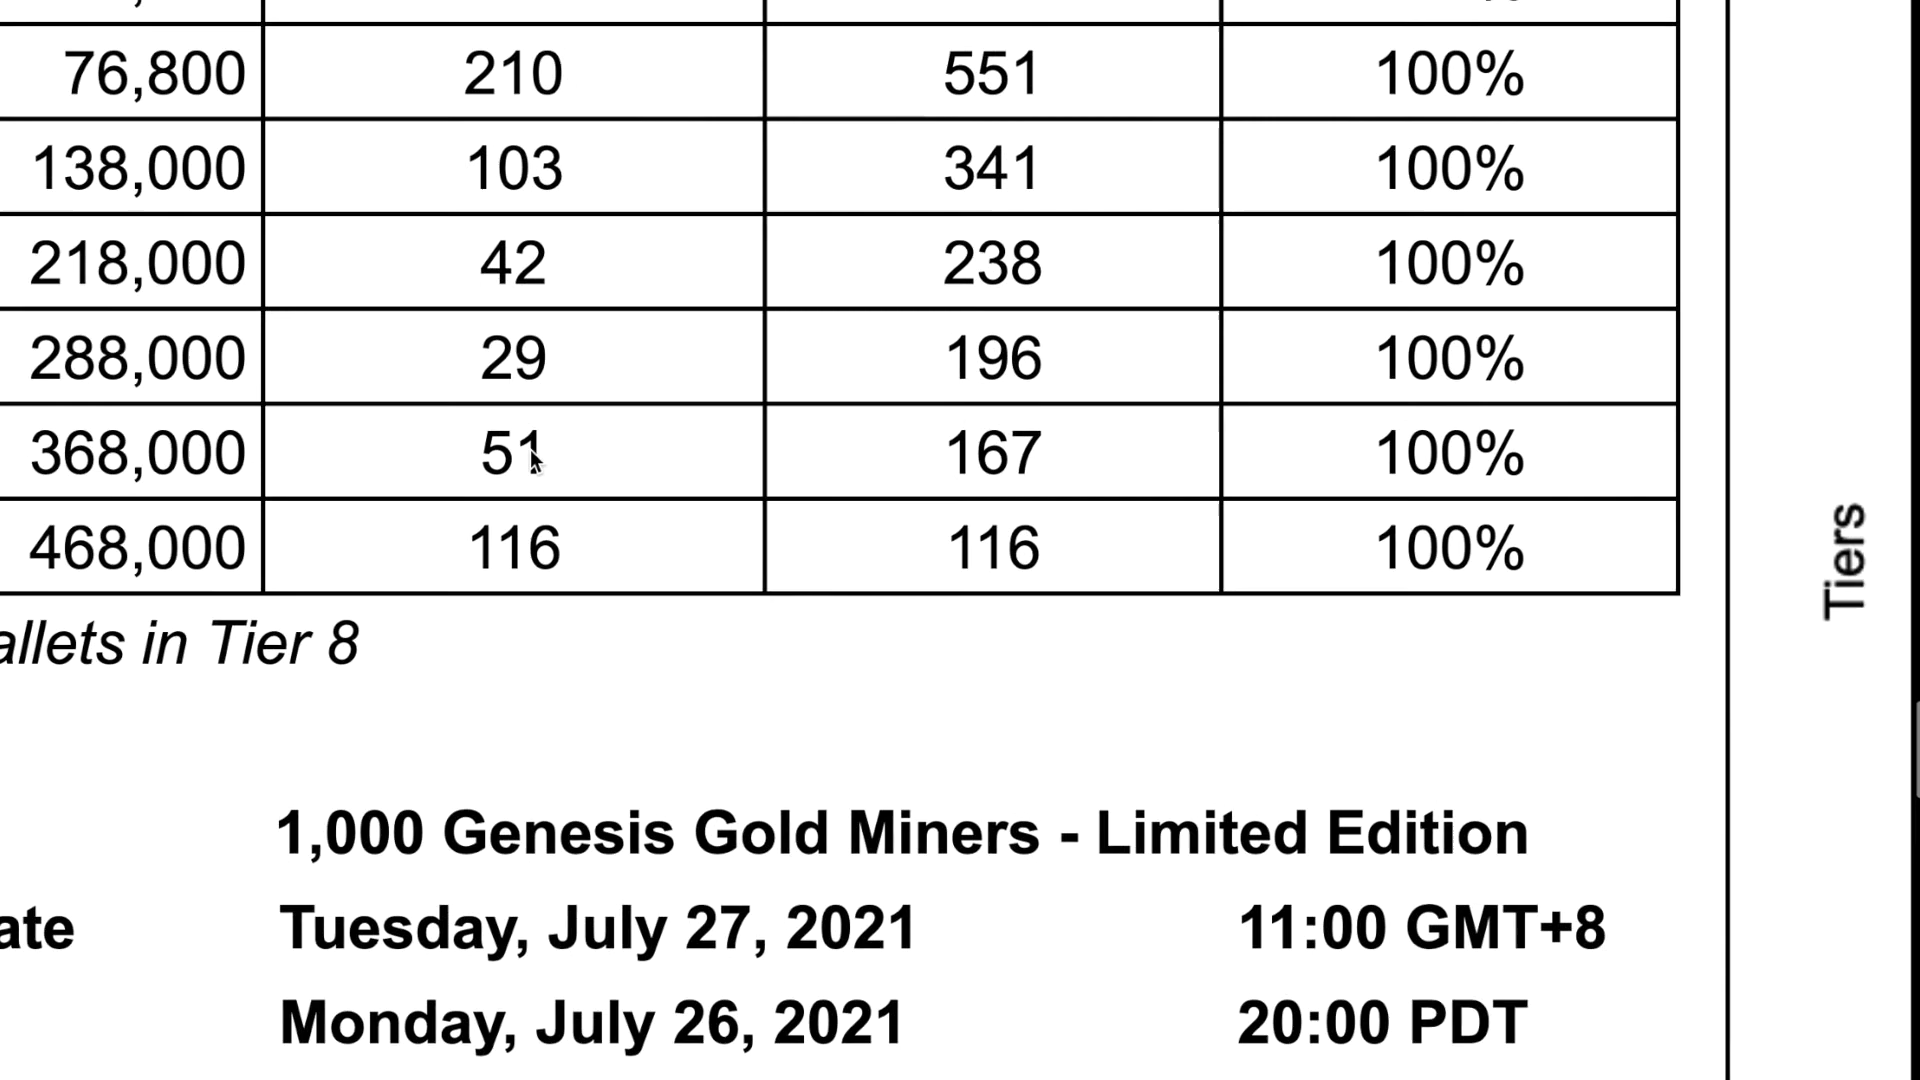 76,800 210 551 100%
138,000 103 341 100%
218,000 42 238 100%
288,000 29 196 100%
368,000 51 167 100%
468,000 116 116 100%
Tiers
allets in Tier 8
1,000 Genesis Gold Miners - Limited Edition
ate Tuesday, July 27, 2021 11:00 GMT+8
Monday, July 26, 2021 20:00 PDT